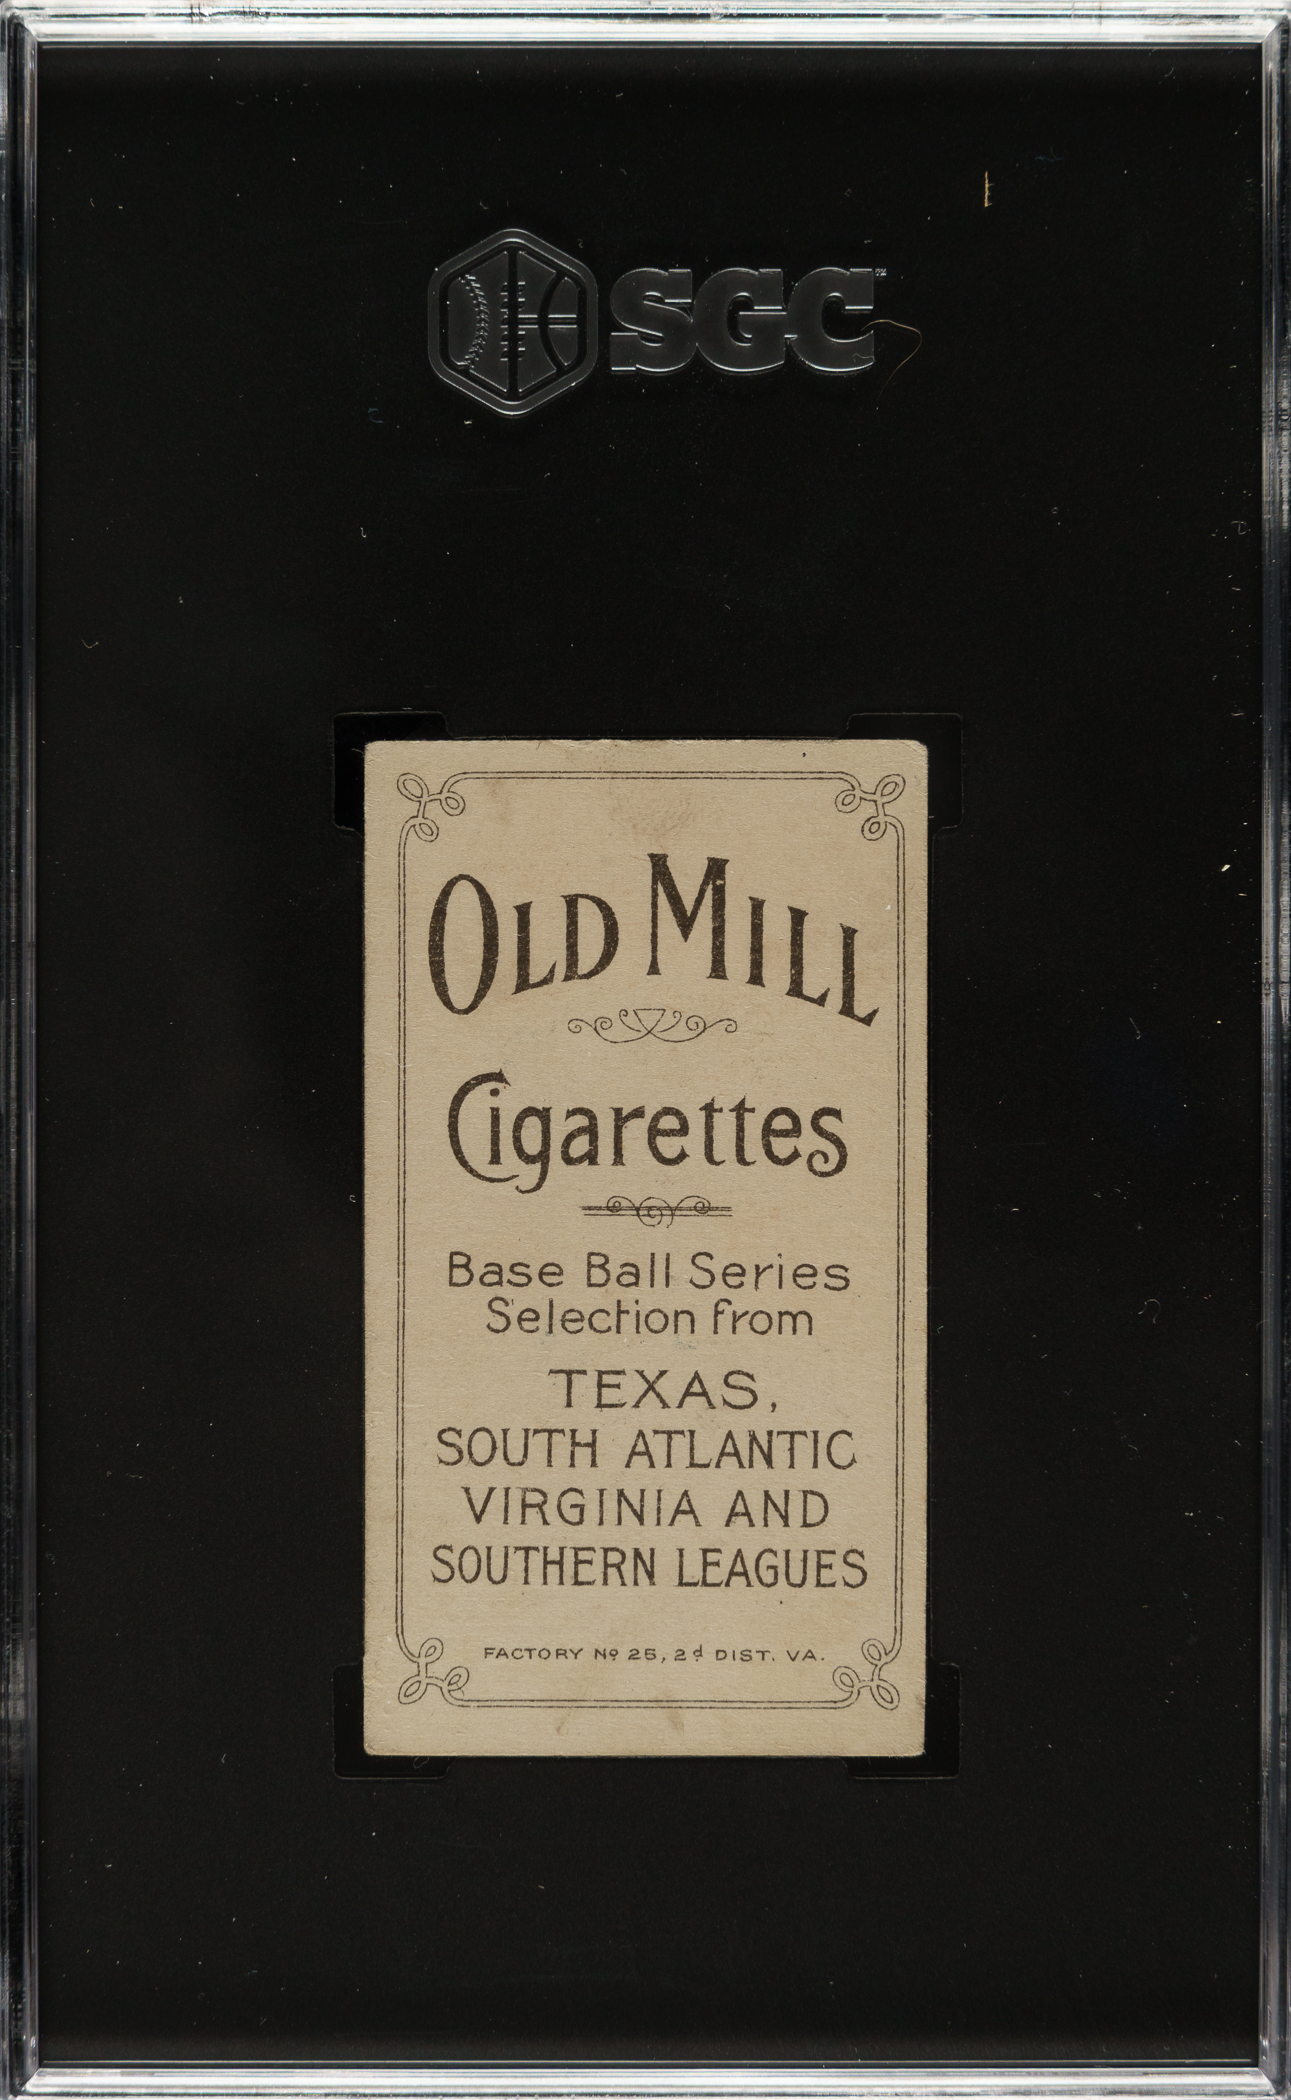 SGC
OLD MILL
Cigarettes
Base Ball Series
Selection from
TEXAS,
SOUTH ATLANTIC
VIRGINIA AND
SOUTHERN LEAGUES
FACTORY Nº 25, 2d DIST. VA.